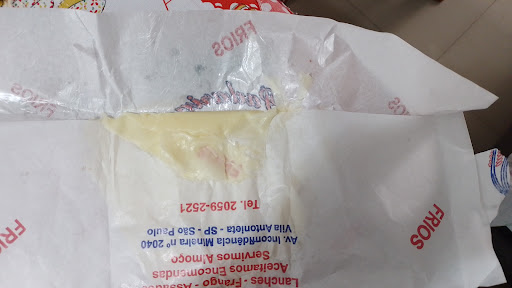 FRIOS
FRIOS
FRIOS
FRIOS
FRIOS
Lanches - Frango - Assados
Aceitamos Encomendas
Servimos Almoço
Av. Inconfidência Mineira nº 2040
Vila Antonieta - SP - São Paulo
Tel. 2059-2521